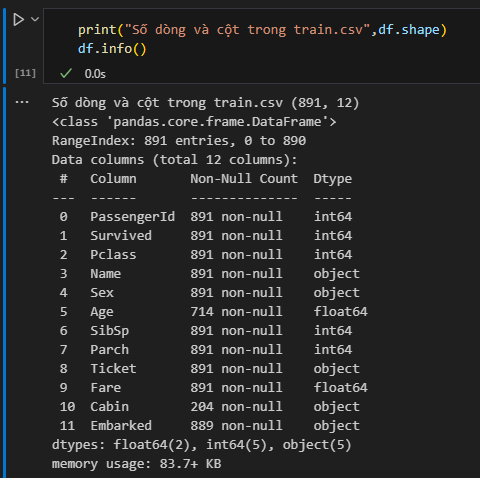 print("Số dòng và cột trong train.csv",df.shape)
df.info()
[11]
0.0s
...
Số dòng và cột trong train.csv (891, 12)
<class 'pandas.core.frame.DataFrame'>
RangeIndex: 891 entries, 0 to 890
Data columns (total 12 columns):
 #   Column       Non-Null Count  Dtype
---  ------       --------------  -----
 0   PassengerId  891 non-null    int64
 1   Survived     891 non-null    int64
 2   Pclass       891 non-null    int64
 3   Name         891 non-null    object
 4   Sex          891 non-null    object
 5   Age          714 non-null    float64
 6   SibSp        891 non-null    int64
 7   Parch        891 non-null    int64
 8   Ticket       891 non-null    object
 9   Fare         891 non-null    float64
 10  Cabin        204 non-null    object
 11  Embarked     889 non-null    object
dtypes: float64(2), int64(5), object(5)
memory usage: 83.7+ KB